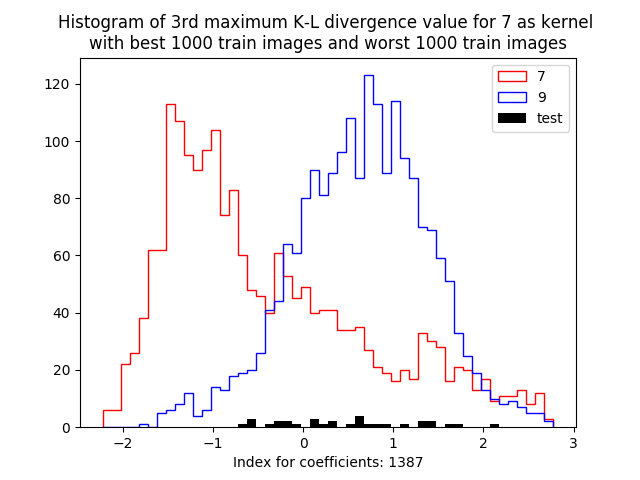 Histogram of 3rd maximum K-L divergence value for 7 as kernel
with best 1000 train images and worst 1000 train images
7
9
test
120
100
80
60
40
20
0
−2 −1 0 1 2 3
Index for coefficients: 1387